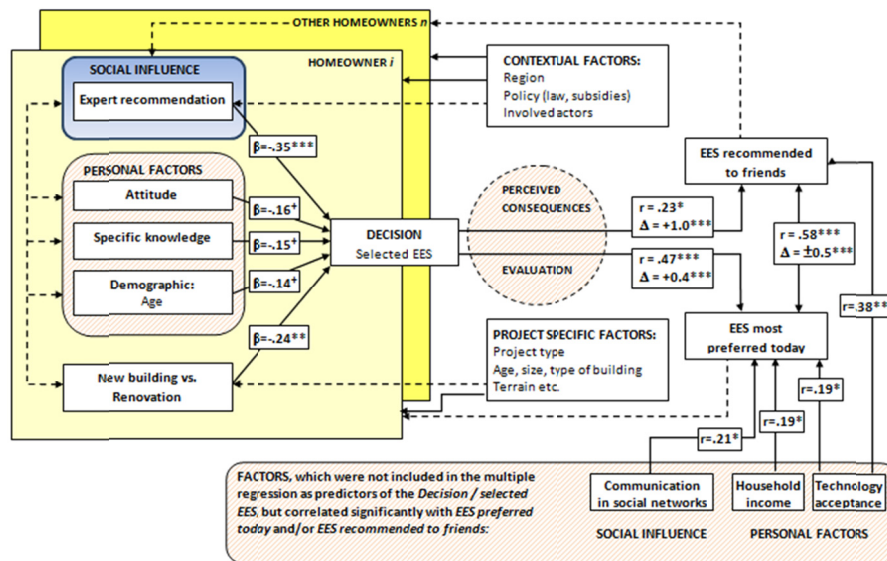 OTHER HOMEOWNERS n
HOMEOWNER i
SOCIAL INFLUENCE
Expert recommendation
CONTEXTUAL FACTORS:
Region
Policy (law, subsidies)
Involved actors
β=-.35***
PERSONAL FACTORS
Attitude
β=-.16+
Specific knowledge
β=-.15+
Demographic:
Age
β=-.14+
New building vs.
Renovation
β=-.24**
DECISION
Selected EES
PERCEIVED
CONSEQUENCES
EVALUATION
r = .23*
Δ = +1.0***
r = .47***
Δ = +0.4***
EES recommended
to friends
r = .58***
Δ = ±0.5***
r=.38**
EES most
preferred today
PROJECT SPECIFIC FACTORS:
Project type
Age, size, type of building
Terrain etc.
r=.21*
r=.19*
r=.19*
FACTORS, which were not included in the multiple
regression as predictors of the Decision / selected
EES, but correlated significantly with EES preferred
today and/or EES recommended to friends:
Communication
in social networks
Household
income
Technology
acceptance
SOCIAL INFLUENCE
PERSONAL FACTORS